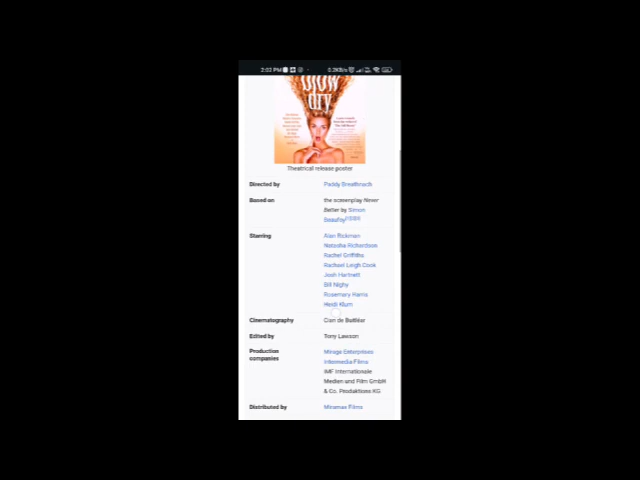 2:02 PM
blow
dry
Theatrical release poster
Directed by Paddy Breathnach
Based on the screenplay Never
Better by Simon
Beaufoy
Starring Alan Rickman
Natasha Richardson
Rachel Griffiths
Rachael Leigh Cook
Josh Hartnett
Bill Nighy
Rosemary Harris
Heidi Klum
Cinematography Cian de Buitléar
Edited by Tony Lawson
Production Mirage Enterprises
companies Intermedia Films
IMF Internationale
Medien und Film GmbH
& Co. Produktions KG
Distributed by Miramax Films